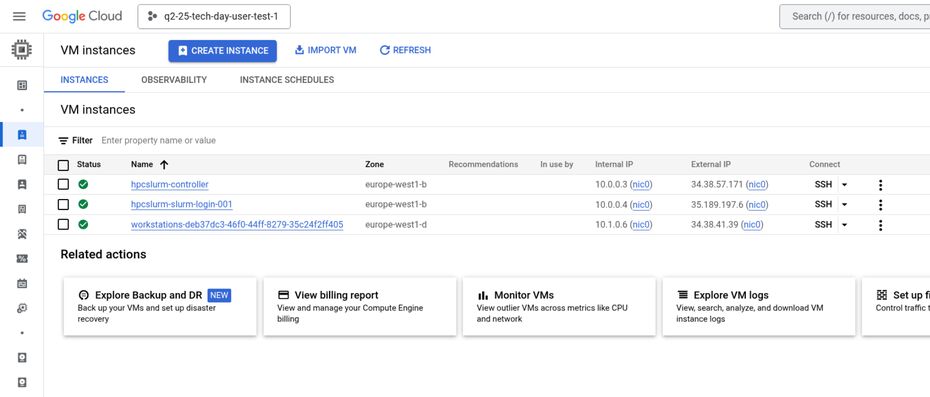 Google Cloud
q2-25-tech-day-user-test-1
Search (/) for resources, docs,
VM instances
CREATE INSTANCE
IMPORT VM
REFRESH
INSTANCES
OBSERVABILITY
INSTANCE SCHEDULES
VM instances
Filter Enter property name or value
Status Name Zone Recommendations In use by Internal IP External IP Connect
hpcslurm-controller europe-west1-b 10.0.0.3 (nic0) 34.38.57.171 (nic0) SSH
hpcslurm-slurm-login-001 europe-west1-b 10.0.0.4 (nic0) 35.189.197.6 (nic0) SSH
workstations-deb37dc3-46f0-44ff-8279-35c24f2ff405 europe-west1-d 10.1.0.6 (nic0) 34.38.41.39 (nic0) SSH
Related actions
Explore Backup and DR NEW
Back up your VMs and set up disaster
recovery
View billing report
View and manage your Compute Engine
billing
Monitor VMs
View outlier VMs across metrics like CPU
and network
Explore VM logs
View, search, analyze, and download VM
instance logs
Set up
Control traffic